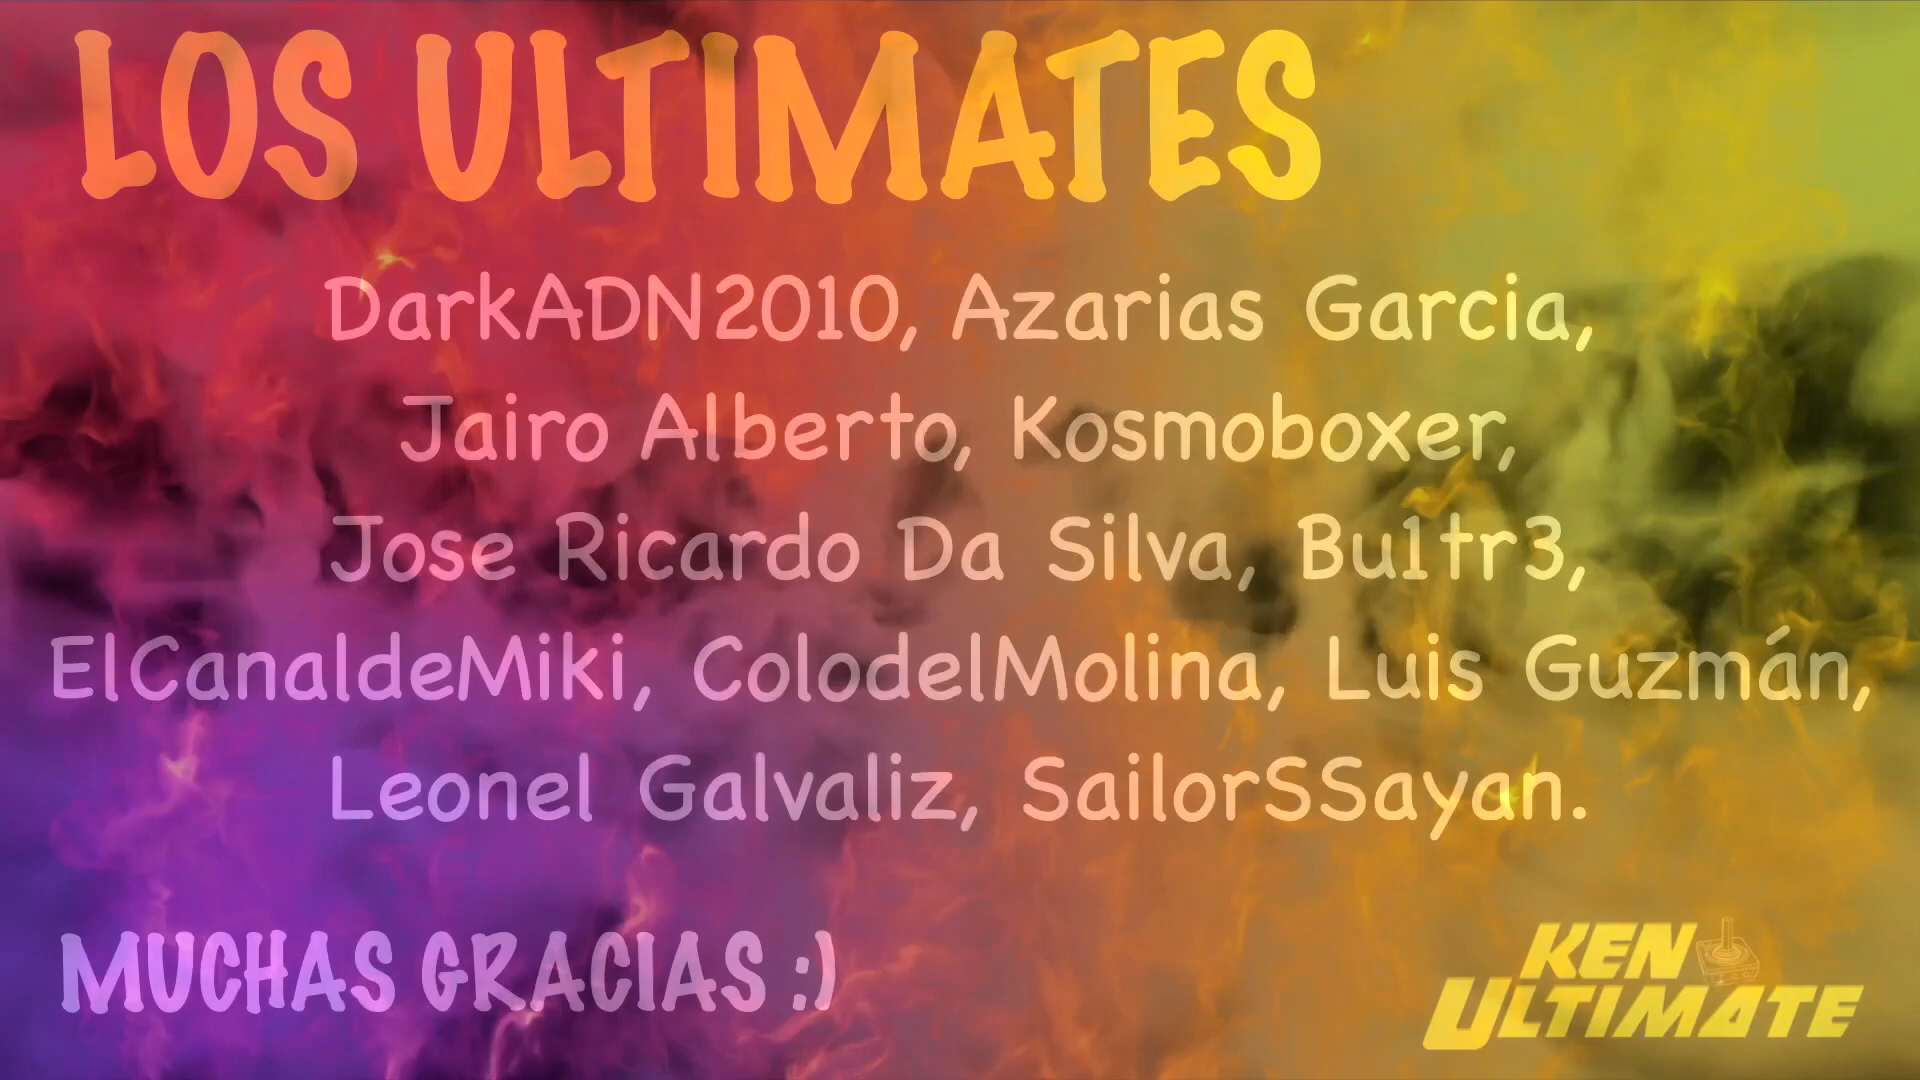 LOS ULTIMATES
DarkADN2010, Azarias Garcia,
Jairo Alberto, Kosmoboxer,
Jose Ricardo Da Silva, Bu1tr3,
ElCanaldeMiki, ColodelMolina, Luis Guzmán,
Leonel Galvaliz, SailorSSayan.
MUCHAS GRACIAS :)
KEN
ULTIMATE